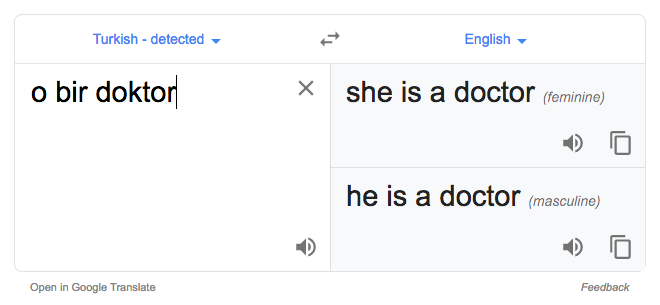 Turkish - detected English
o bir doktor
she is a doctor (feminine)
he is a doctor (masculine)
Open in Google Translate Feedback